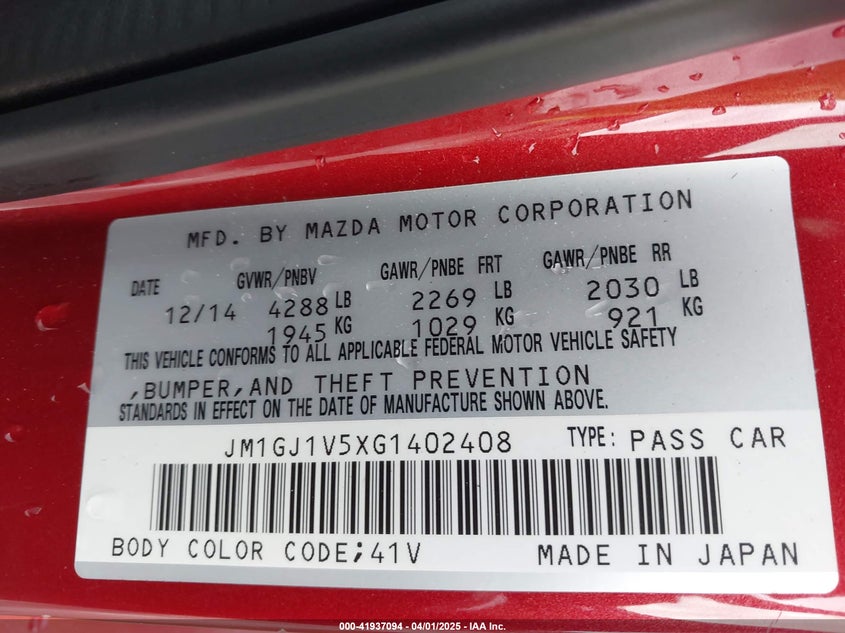 MFD. BY MAZDA MOTOR CORPORATION
DATE GVWR/PNBV GAWR/PNBE FRT GAWR/PNBE RR
12/14 4288 LB 2269 LB 2030 LB
1945 KG 1029 KG 921 KG
THIS VEHICLE CONFORMS TO ALL APPLICABLE FEDERAL MOTOR VEHICLE SAFETY
,BUMPER,AND THEFT PREVENTION
STANDARDS IN EFFECT ON THE DATE OF MANUFACTURE SHOWN ABOVE.
JM1GJ1V5XG1402408 TYPE: PASS CAR
BODY COLOR CODE;41V MADE IN JAPAN
000-41937094 - 04/01/2025 - IAA Inc.